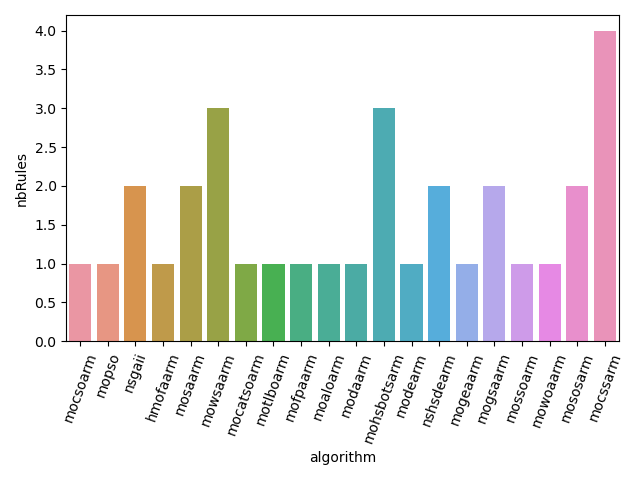 4.0
3.5
3.0
2.5
2.0
1.5
1.0
0.5
0.0
nbRules
mocsoarm
mopso
nsgaii
hmofaarm
mosaarm
mowsaarm
mocatsoarm
motlboarm
mofpaarm
moaloarm
modaarm
mohsbotsarm
modearm
nshsdearm
mogeaarm
mogsaarm
mossoarm
mowoaarm
mososarm
mocssarm
algorithm